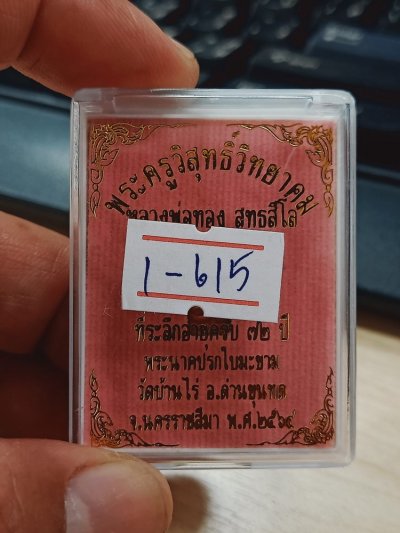 พระครูวิสุทธิ์วิทยาคม
หลวงพ่อทอง สุทธสีโล
1-615
ที่ระลึกอายุครบ ๗๒ ปี
พระนาคปรกใบมะขาม
วัดบ้านไร่ อ.ด่านขุนทด
จ.นครราชสีมา พ.ศ.๒๕๖๔